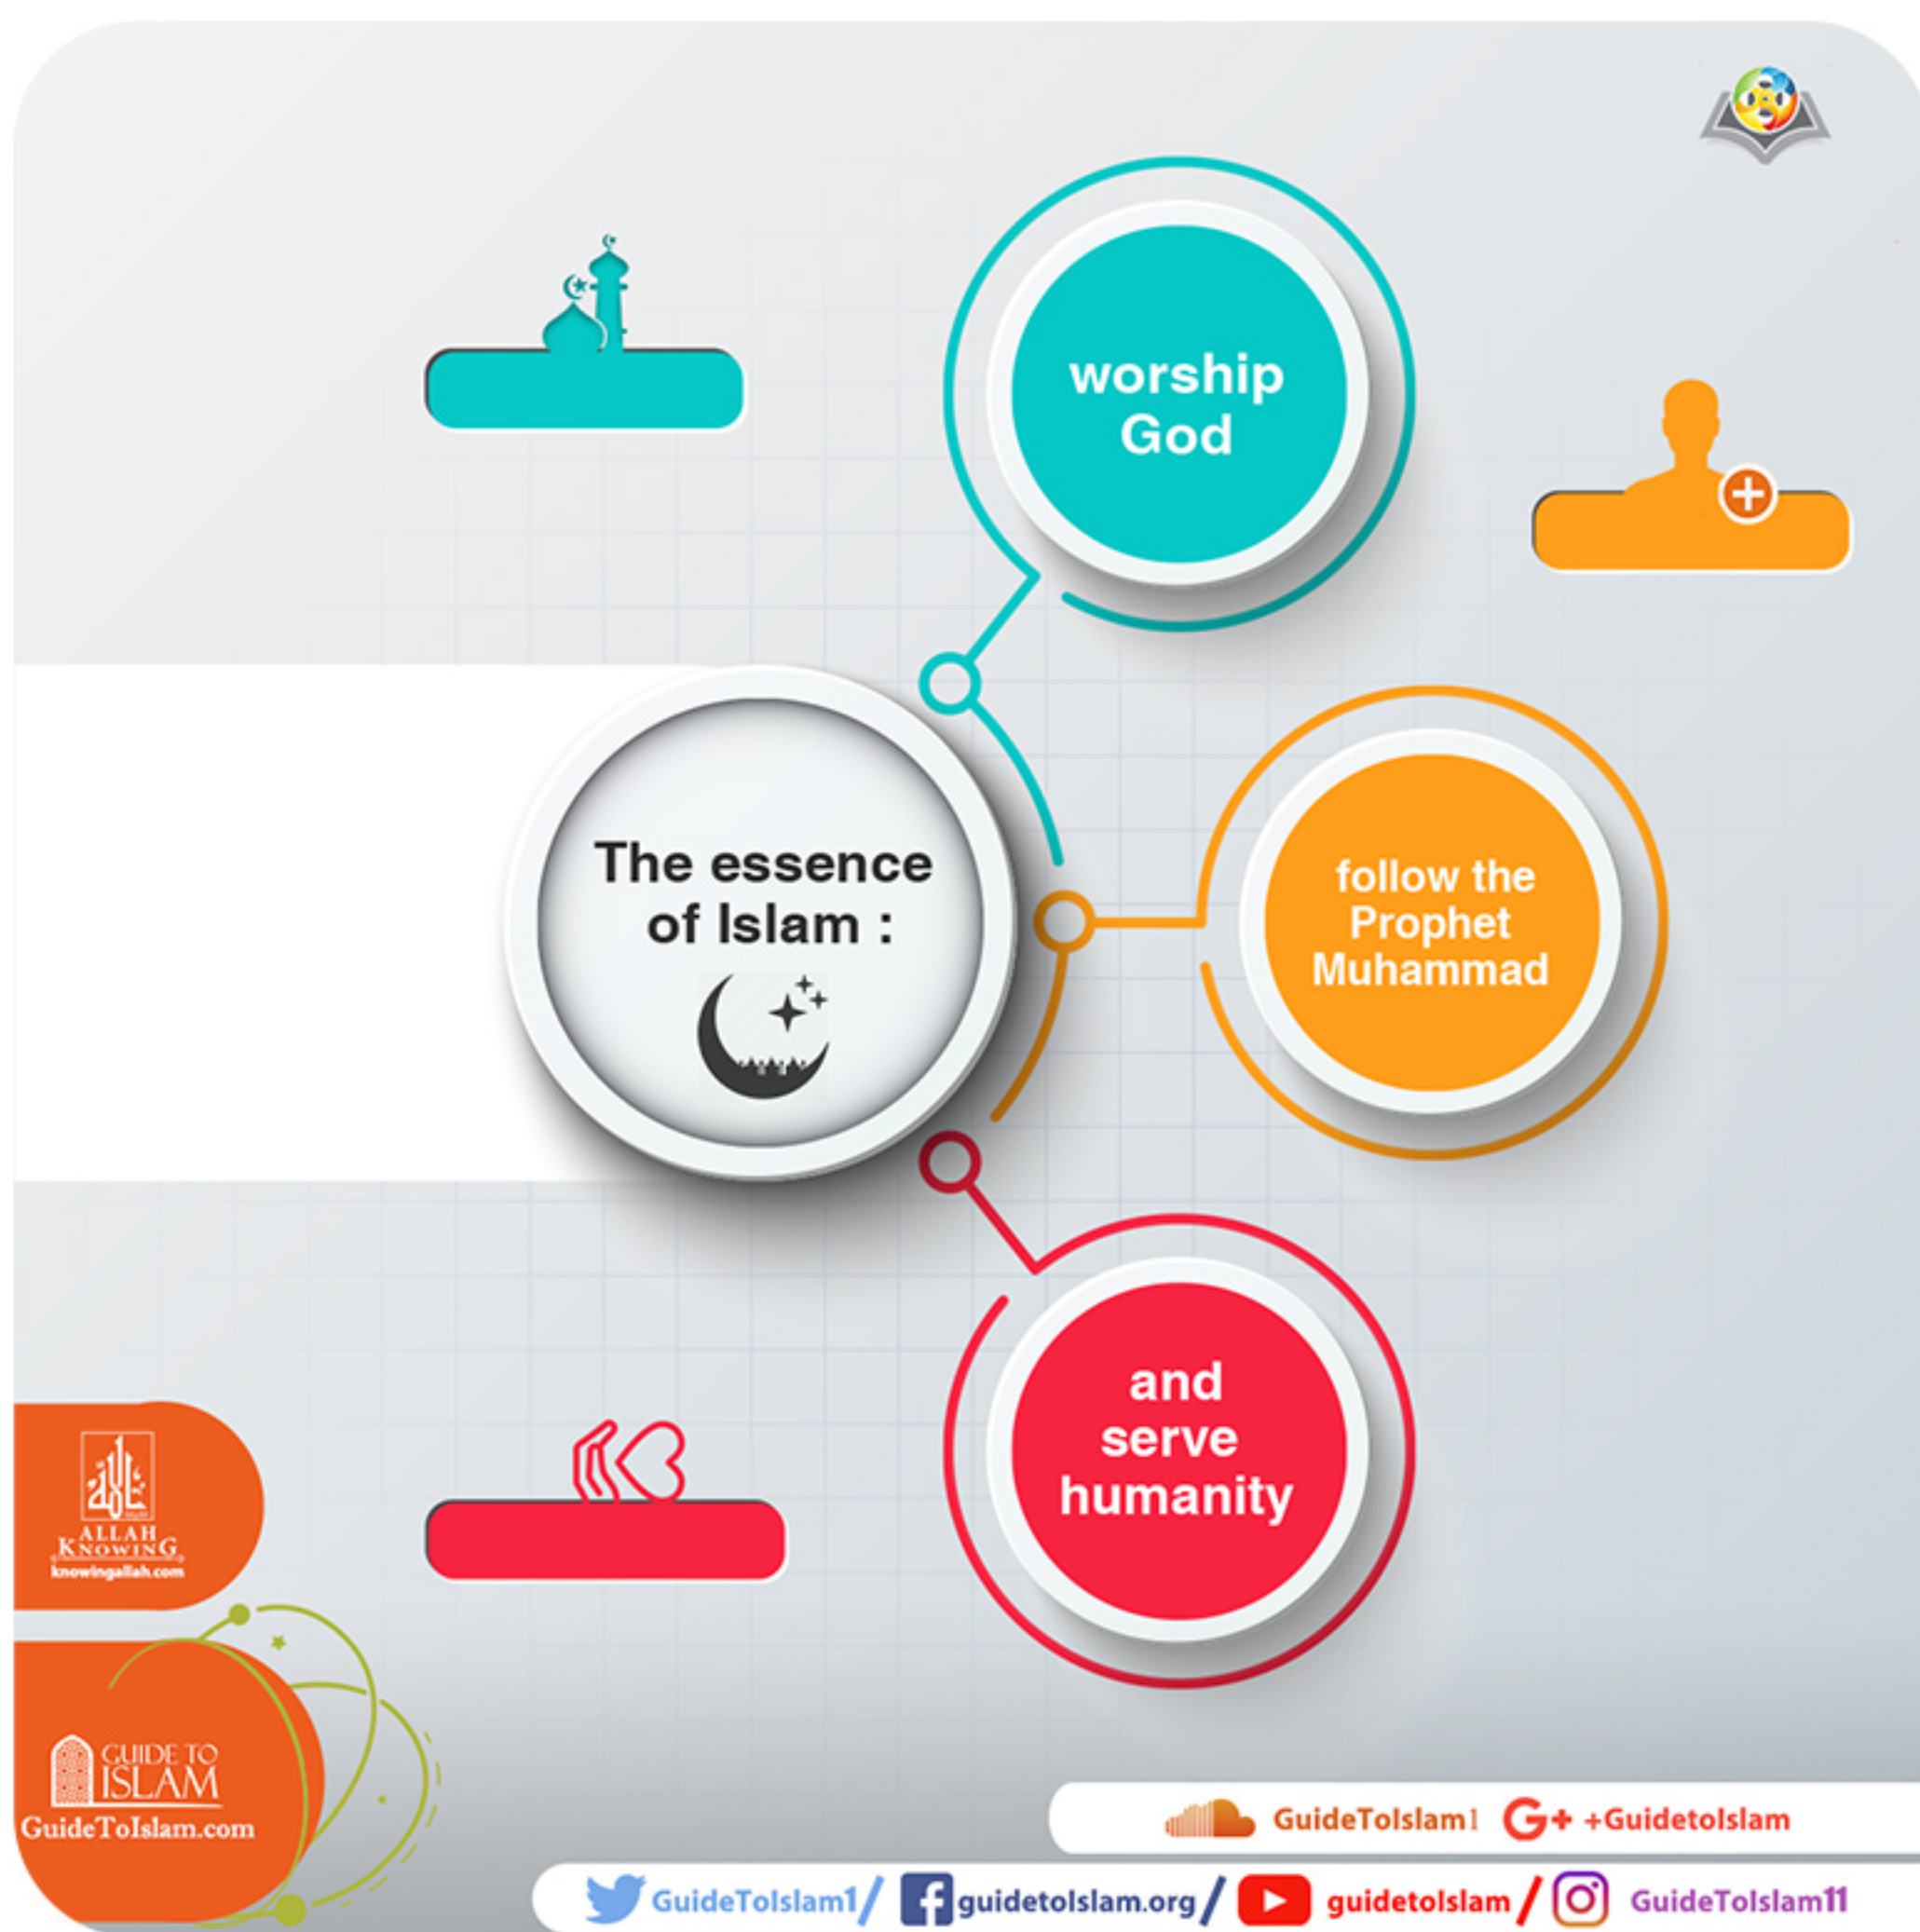 worship
God
The essence
of Islam :
follow the
Prophet
Muhammad
and
serve
humanity
ALLAH
KNOWING
knowingallah.com
GUIDE TO
ISLAM
GuideToIslam.com
GuideToIslam1
G+ +GuidetoIslam
GuideToIslam1/
guidetoIslam.org/
guidetoislam/
GuideToIslam11